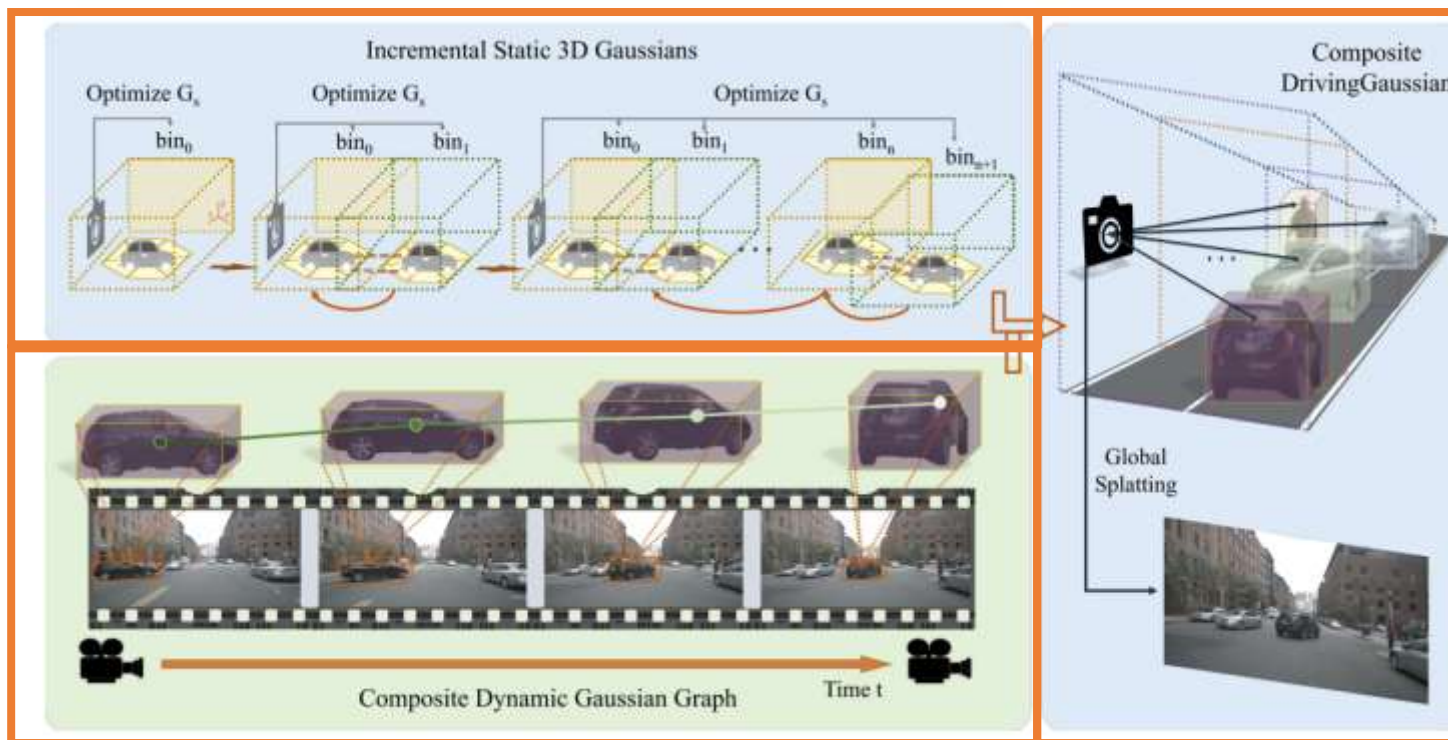 Incremental Static 3D Gaussians
Optimize Gs
Optimize Gs
Optimize Gs
bin0
bin0
bin1
bin0
bin1
binn
binn+1
Composite Dynamic Gaussian Graph
Time t
Composite
DrivingGaussian
Global
Splatting